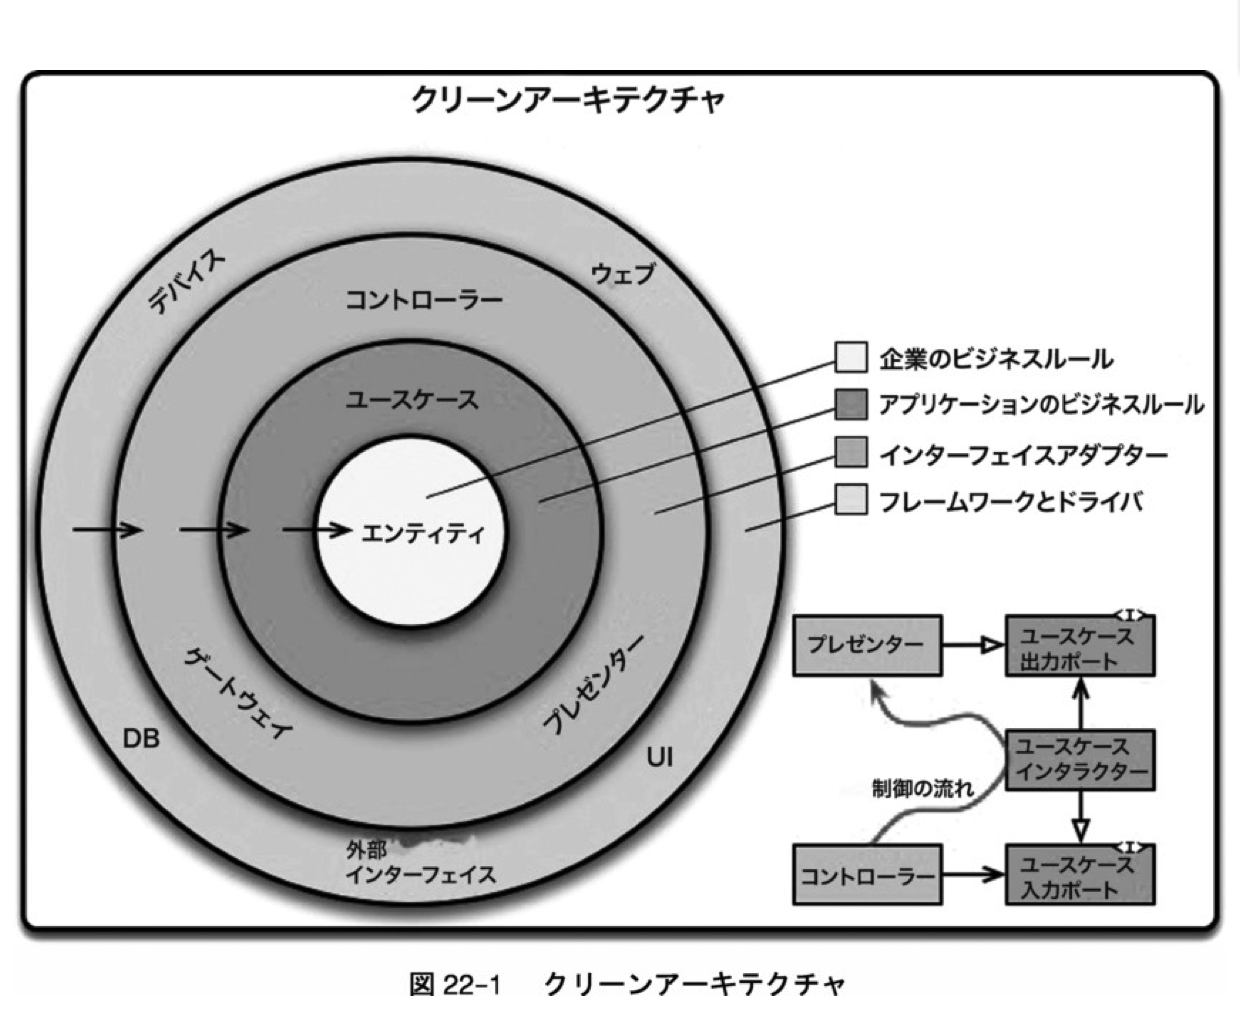 クリーンアーキテクチャ
デバイス
ウェブ
コントローラー
ユースケース
エンティティ
ゲートウェイ
プレゼンター
DB
UI
外部
インターフェイス
企業のビジネスルール
アプリケーションのビジネスルール
インターフェイスアダプター
フレームワークとドライバ
プレゼンター
<I>
ユースケース
出力ポート
ユースケース
インタラクター
制御の流れ
コントローラー
<I>
ユースケース
入力ポート
図 22-1 クリーンアーキテクチャ